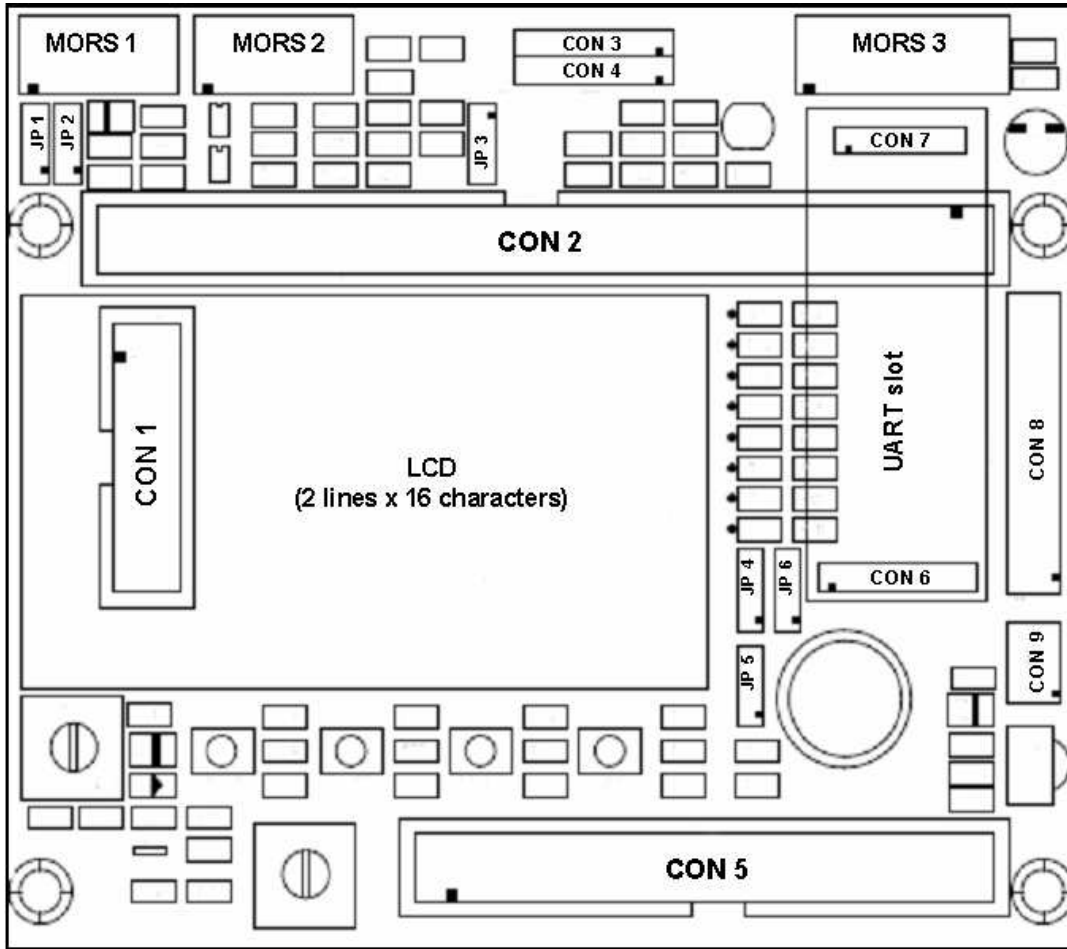 MORS 1
MORS 2
CON 3
CON 4
MORS 3
JP 1
JP 2
JP 3
CON 7
CON 2
CON 1
LCD
(2 lines x 16 characters)
UART slot
CON 8
JP 4
JP 6
CON 6
JP 5
CON 9
CON 5